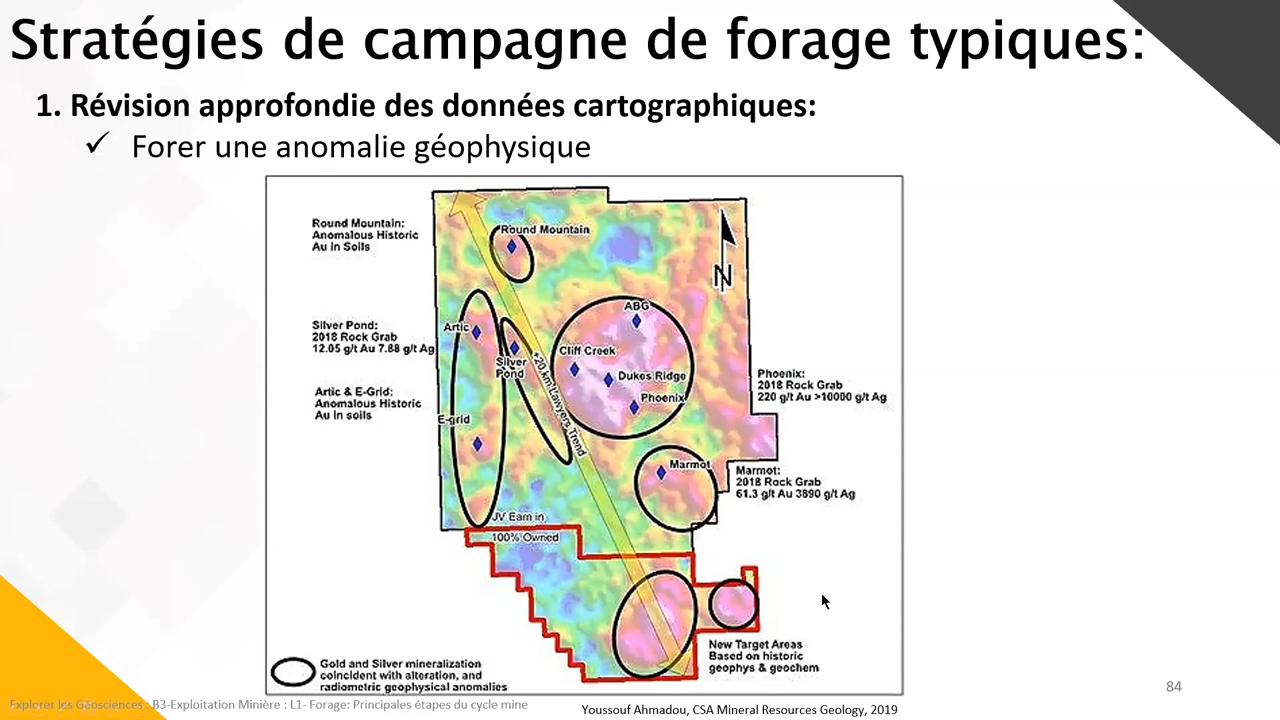 Stratégies de campagne de forage typiques:
1. Révision approfondie des données cartographiques:
✓ Forer une anomalie géophysique
Round Mountain:
Anomalous Historic
Au in Soils
Round Mountain
N
Silver Pond:
2018 Rock Grab
12.05 g/t Au 7.88 g/t Ag
Artic & E-Grid:
Anomalous Historic
Au in soils
Artic
Silver
Pond
E-grid
+20 km Lawyers Trend
ABG
Cliff Creek
Dukes Ridge
Phoenix
Phoenix:
2018 Rock Grab
220 g/t Au >10000 g/t Ag
Marmot
Marmot:
2018 Rock Grab
61.3 g/t Au 3890 g/t Ag
JV Earn in
100% Owned
New Target Areas
Based on historic
geophys & geochem
Gold and Silver mineralization
coincident with alteration, and
radiometric geophysical anomalies
84
Explorer les Géosciences : B3-Exploitation Minière : L1- Forage: Principales étapes du cycle mine
Youssouf Ahmadou, CSA Mineral Resources Geology, 2019